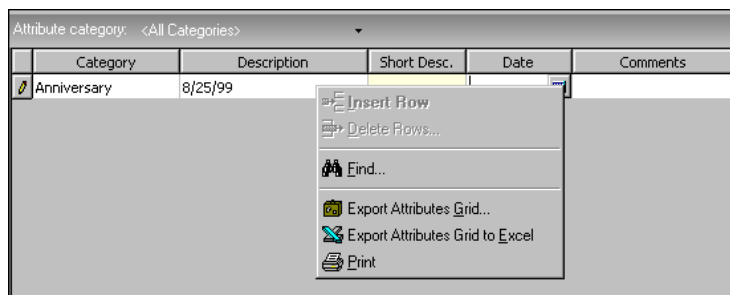 Attribute category: <All Categories>
Category Description Short Desc. Date Comments
Anniversary 8/25/99
Insert Row
Delete Rows...
Find...
Export Attributes Grid...
Export Attributes Grid to Excel
Print